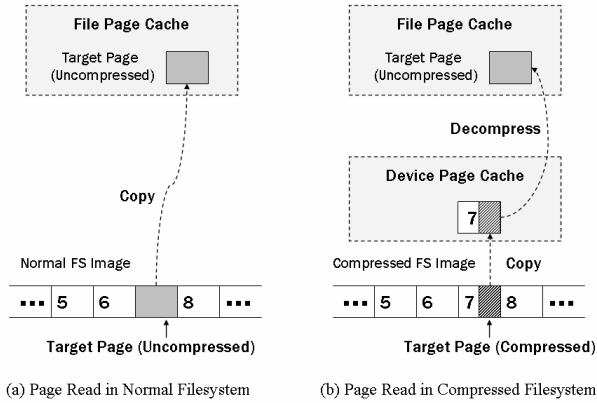 File Page Cache
Target Page
(Uncompressed)
Copy
Normal FS Image
••• 5 6 8 •••
Target Page (Uncompressed)
(a) Page Read in Normal Filesystem
File Page Cache
Target Page
(Uncompressed)
Decompress
Device Page Cache
7
Compressed FS Image
Copy
••• 5 6 7 8 •••
Target Page (Compressed)
(b) Page Read in Compressed Filesystem